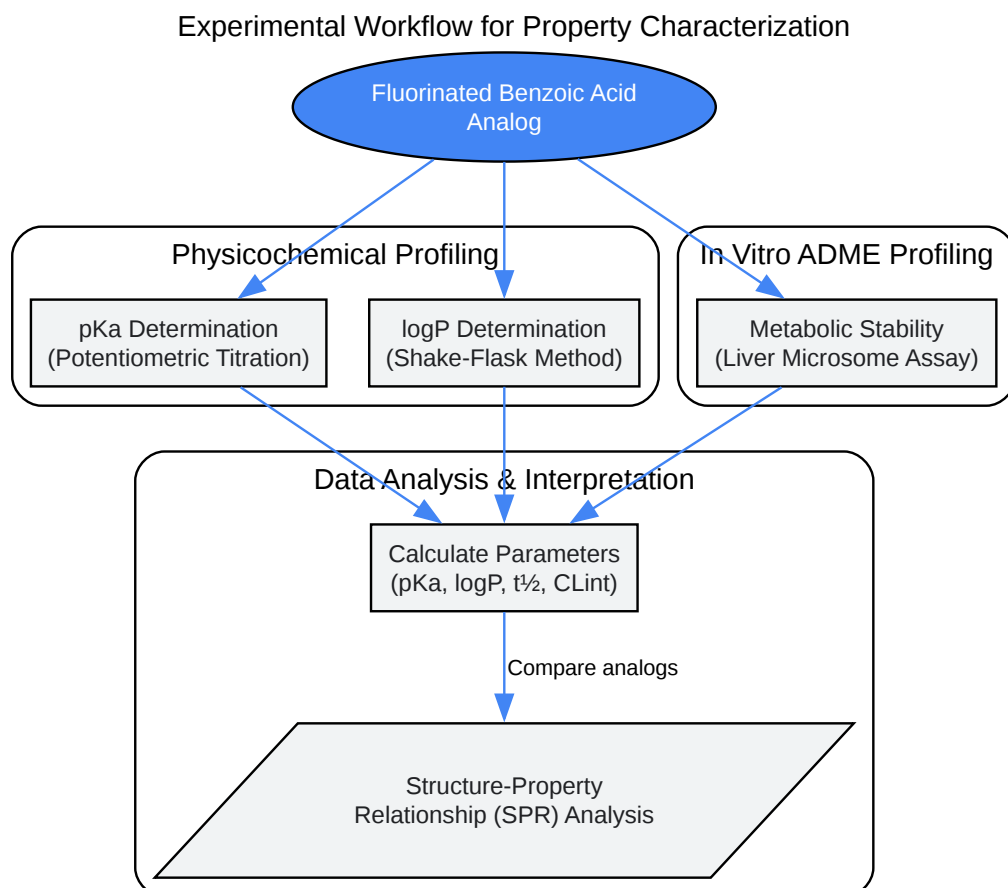 Experimental Workflow for Property Characterization
Fluorinated Benzoic Acid
Analog
Physicochemical Profiling
In Vitro ADME Profiling
pKa Determination
(Potentiometric Titration)
logP Determination
(Shake-Flask Method)
Metabolic Stability
(Liver Microsome Assay)
Data Analysis & Interpretation
Calculate Parameters
(pKa, logP, t½, CLint)
Compare analogs
Structure-Property
Relationship (SPR) Analysis